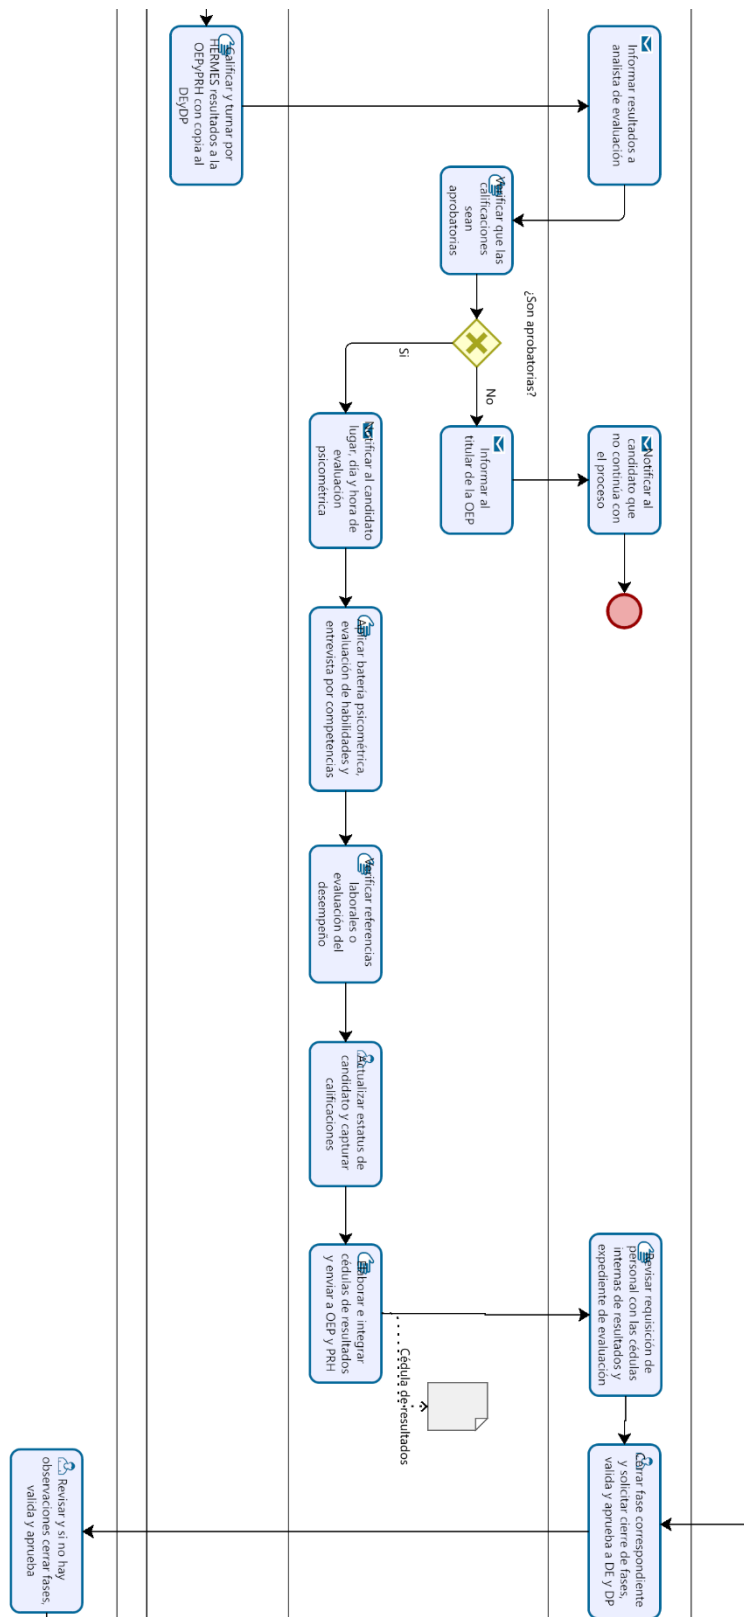 Calificar y turnar por
HERMES resultados a la
OEPyPRH con copia al
DEyDP
Informar resultados a
analista de evaluación
Verificar que las
calificaciones
sean
aprobatorias
¿Son aprobatorias?
Si
No
Notificar al candidato
lugar, día y hora de
evaluación
psicométrica
Informar al
titular de la OEP
Notificar al
candidato que
no continúa con
el proceso
Aplicar batería psicométrica,
evaluación de habilidades y
entrevista por competencias
Verificar referencias
laborales o
evaluación del
desempeño
Actualizar estatus de
candidato y capturar
calificaciones
Elaborar e integrar
cédulas de resultados
y enviar a OEP y PRH
Cédula de resultados
Revisar requisición de
personal con las cédulas
internas de resultados y
expediente de evaluación
Cerrar fase correspondiente
y solicitar cierre de fases,
valida y aprueba a DE y DP
Revisar y si no hay
observaciones cerrar fases,
valida y aprueba